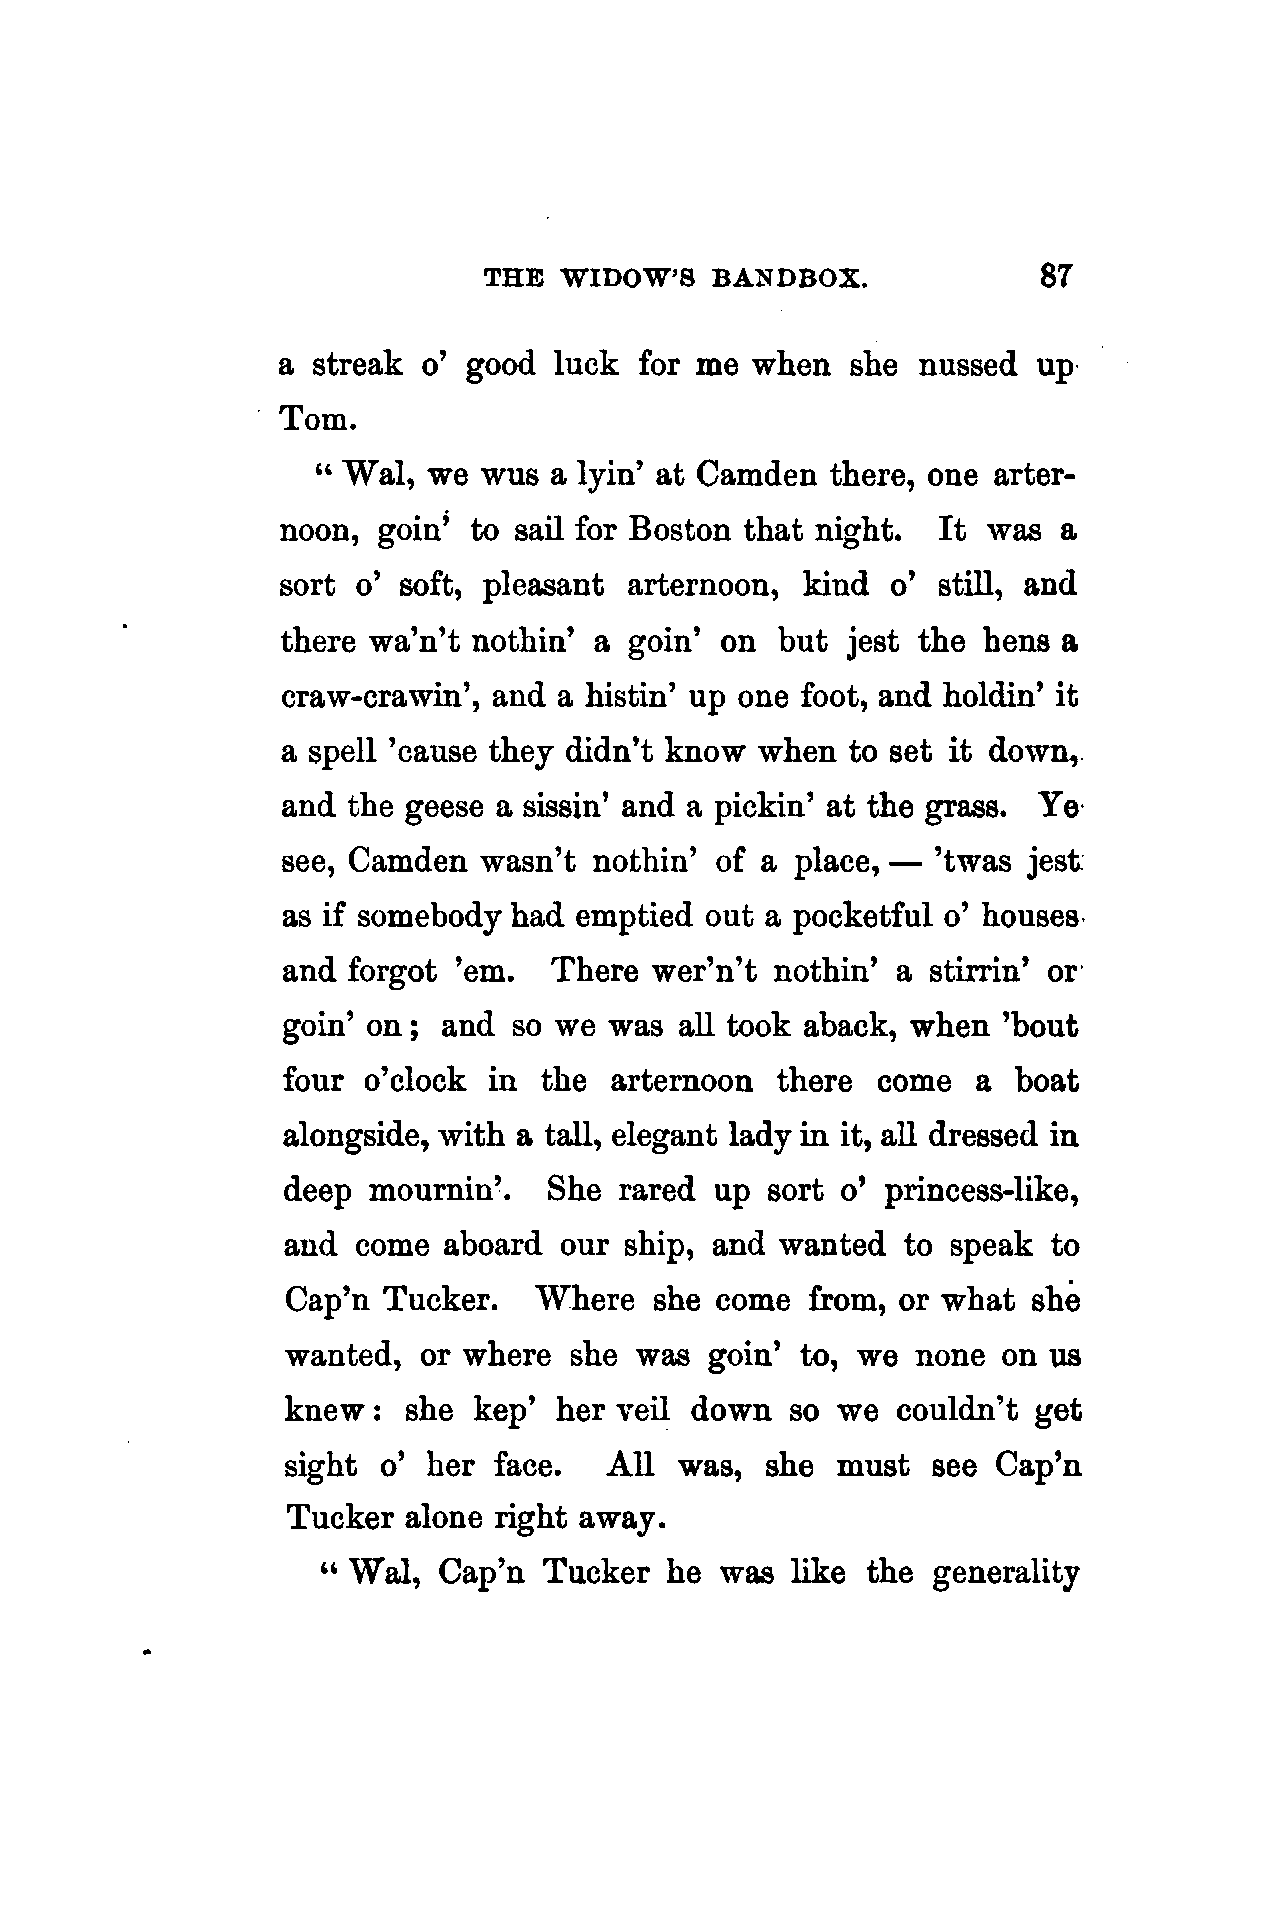 THE WIDOW'S BANDBOX. 87
a streak o' good luck for me when she nussed up
Tom.
“Wal, we wus a lyin' at Camden there, one arter-
noon, goin' to sail for Boston that night. It was a
sort o' soft, pleasant arternoon, kind o' still, and
there wa'n't nothin' a goin' on but jest the hens a
craw-crawin', and a histin' up one foot, and holdin' it
a spell 'cause they didn't know when to set it down,
and the geese a sissin' and a pickin' at the grass. Ye
see, Camden wasn't nothin' of a place, — 'twas jest
as if somebody had emptied out a pocketful o' houses
and forgot 'em. There wer'n't nothin' a stirrin' or
goin' on; and so we was all took aback, when 'bout
four o'clock in the arternoon there come a boat
alongside, with a tall, elegant lady in it, all dressed in
deep mournin'. She rared up sort o' princess-like,
and come aboard our ship, and wanted to speak to
Cap'n Tucker. Where she come from, or what she
wanted, or where she was goin' to, we none on us
knew: she kep' her veil down so we couldn't get
sight o' her face. All was, she must see Cap'n
Tucker alone right away.
“Wal, Cap'n Tucker he was like the generality